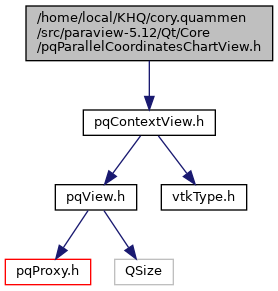 /home/local/KHQ/cory.quammen
/src/paraview-5.12/Qt/Core
/pqParallelCoordinatesChartView.h
pqContextView.h
pqView.h
vtkType.h
pqProxy.h
QSize